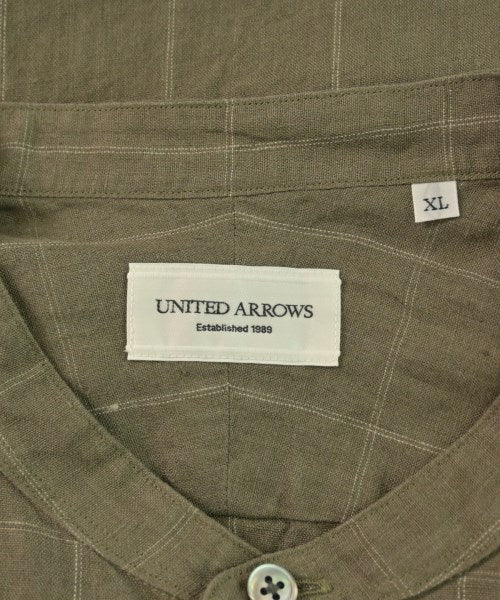 XL
UNITED ARROWS
Established 1989